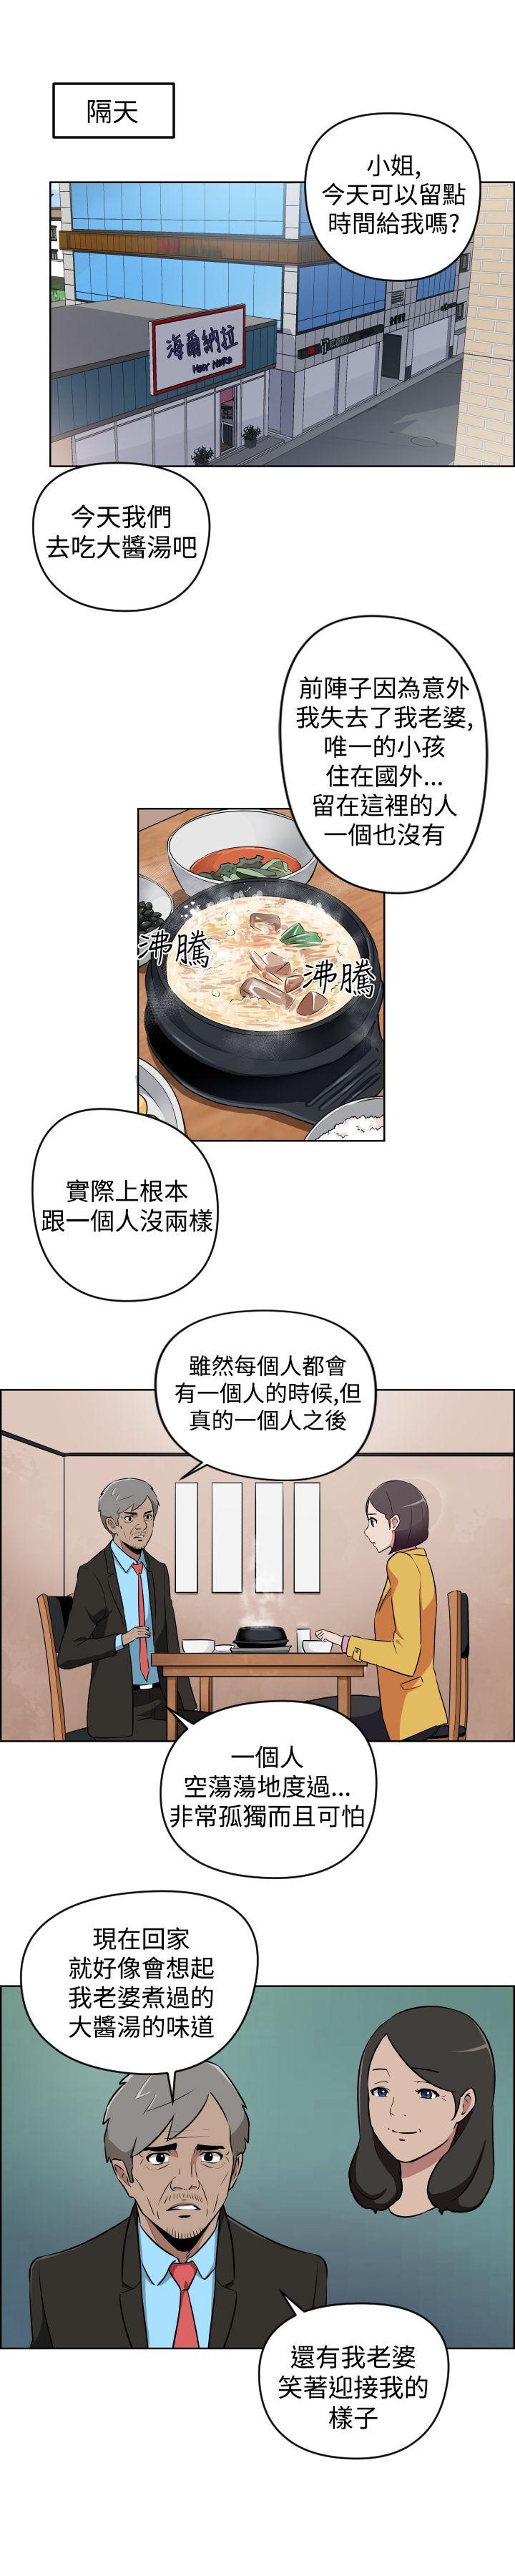 隔天
小姐,
今天可以留點
時間給我嗎?
海爾納拉
Hair Nara
今天我們
去吃大醬湯吧
前陣子因為意外
我失去了我老婆,
唯一的小孩
住在國外...
留在這裡的人
一個也沒有
沸騰
沸騰
實際上根本
跟一個人沒兩樣
雖然每個人都會
有一個人的時候,但
真的一個人之後
一個人
空蕩蕩地度過...
非常孤獨而且可怕
現在回家
就好像會想起
我老婆煮過的
大醬湯的味道
還有我老婆
笑著迎接我的
樣子